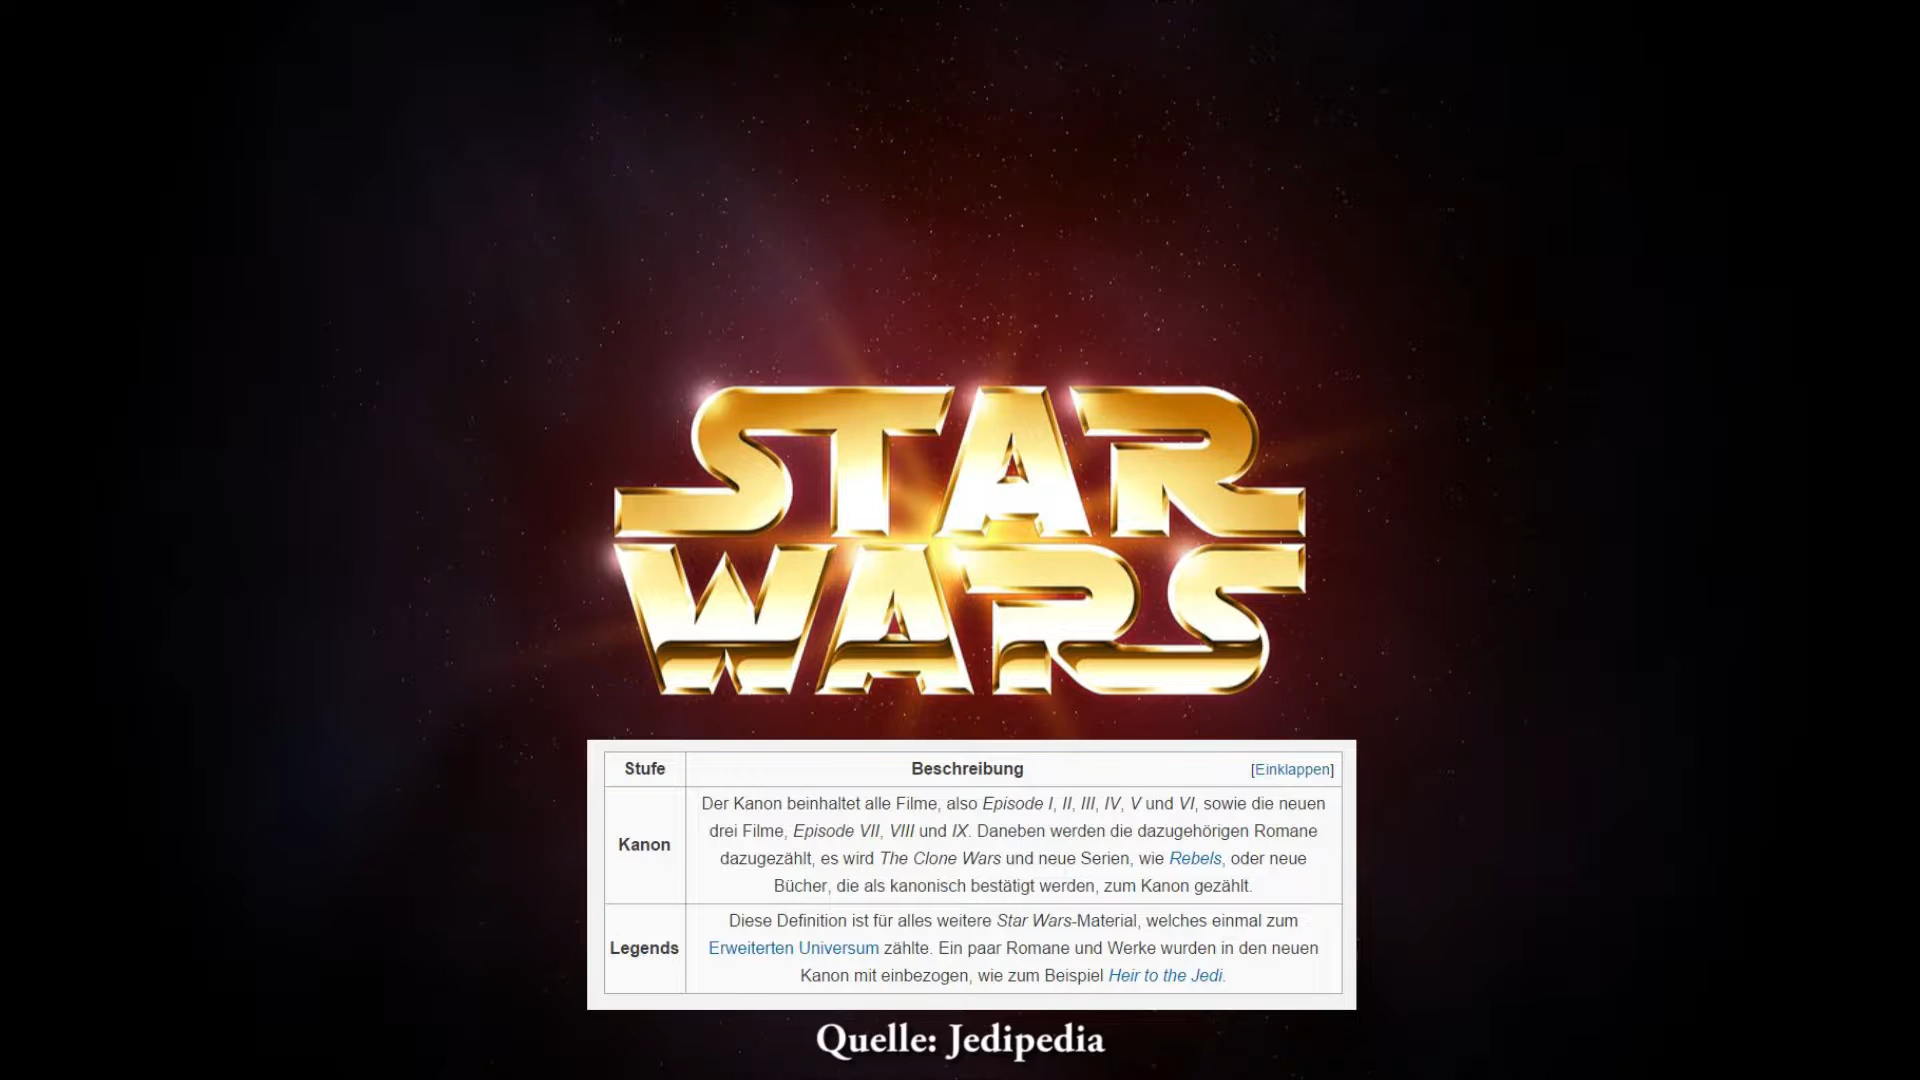 STAR
WARS
Stufe Beschreibung [Einklappen]
Der Kanon beinhaltet alle Filme, also Episode I, II, III, IV, V und VI, sowie die neuen
drei Filme, Episode VII, VIII und IX. Daneben werden die dazugehörigen Romane
Kanon
dazugezählt, es wird The Clone Wars und neue Serien, wie Rebels, oder neue
Bücher, die als kanonisch bestätigt werden, zum Kanon gezählt.
Diese Definition ist für alles weitere Star Wars-Material, welches einmal zum
Legends Erweiterten Universum zählte. Ein paar Romane und Werke wurden in den neuen
Kanon mit einbezogen, wie zum Beispiel Heir to the Jedi.
Quelle: Jedipedia